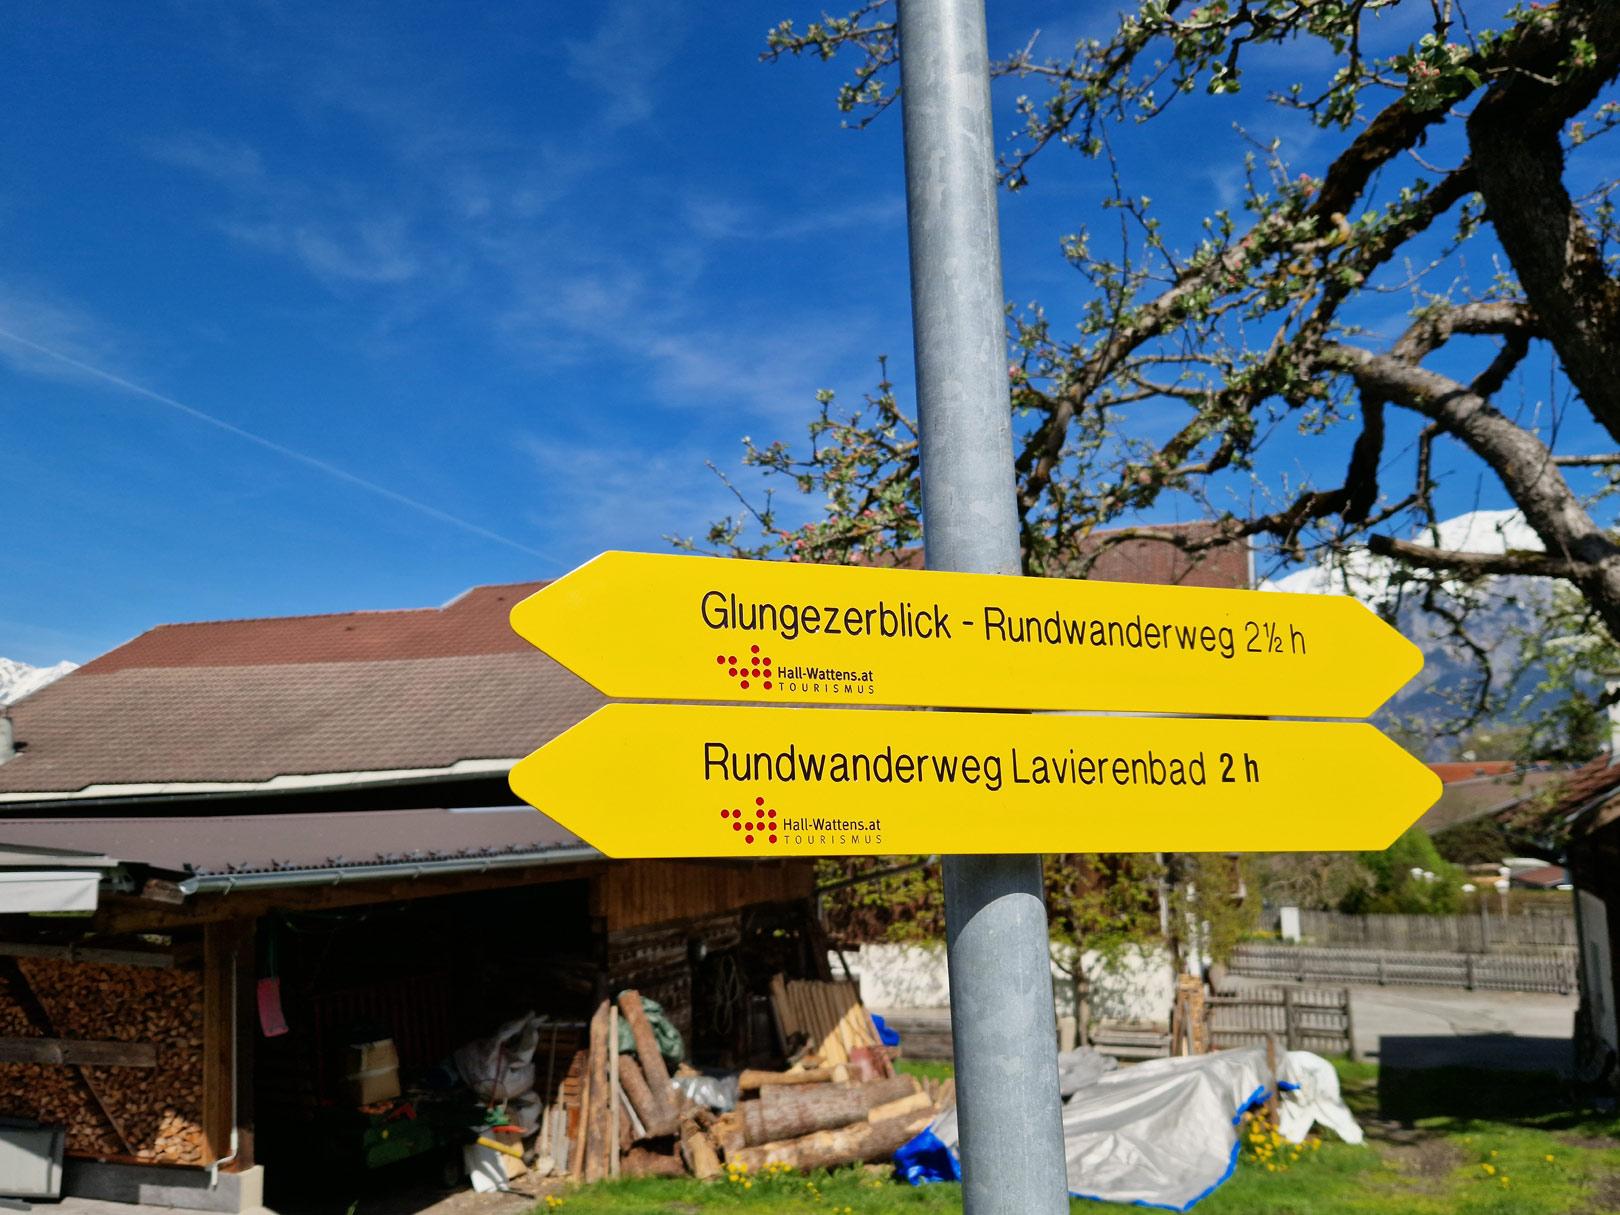 Glungezerblick - Rundwanderweg 2½ h
Hall-Wattens.at
TOURISMUS
Rundwanderweg Lavierenbad 2 h
Hall-Wattens.at
TOURISMUS